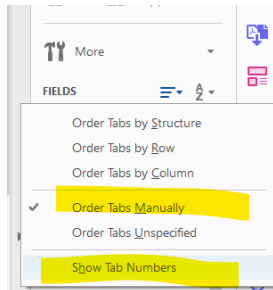 More
FIELDS
Order Tabs by Structure
Order Tabs by Row
Order Tabs by Column
Order Tabs Manually
Order Tabs Unspecified
Show Tab Numbers